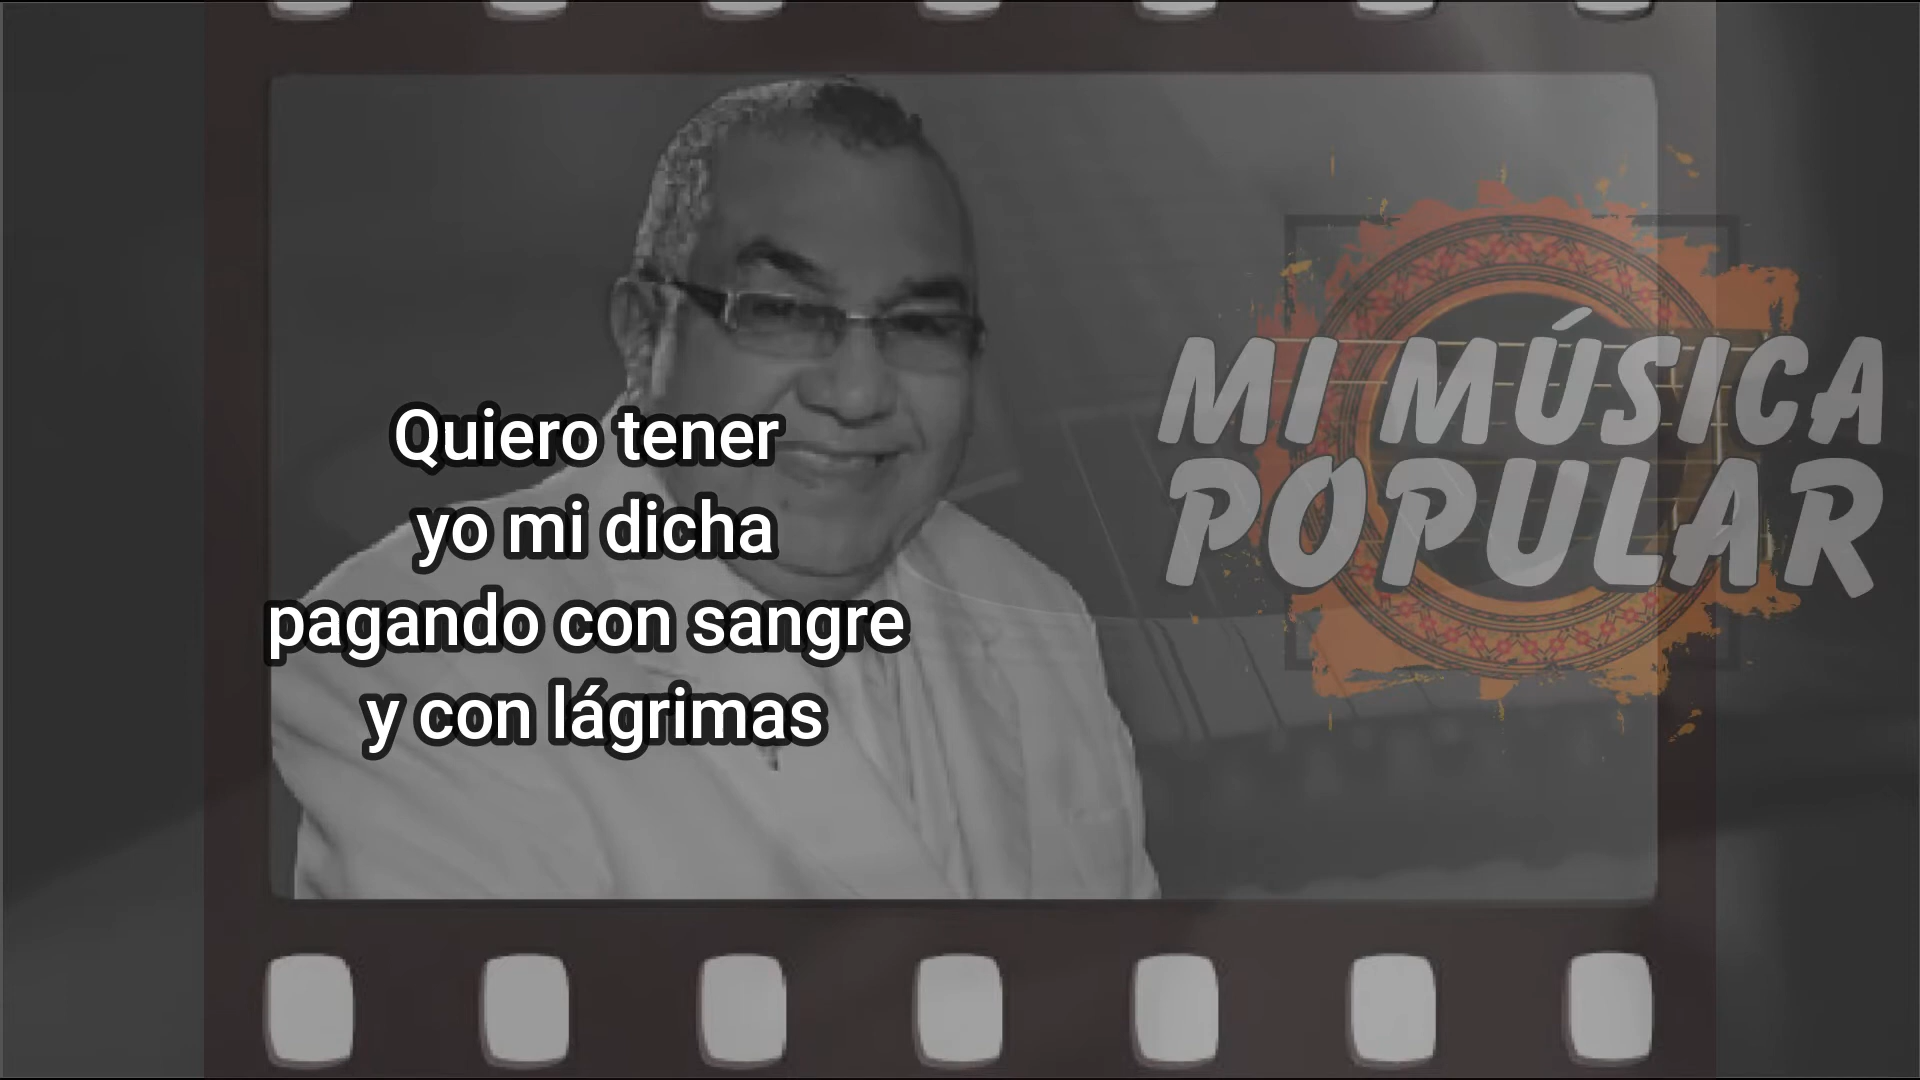 Quiero tener
yo mi dicha
pagando con sangre
y con lágrimas
MI MÚSICA
POPULAR